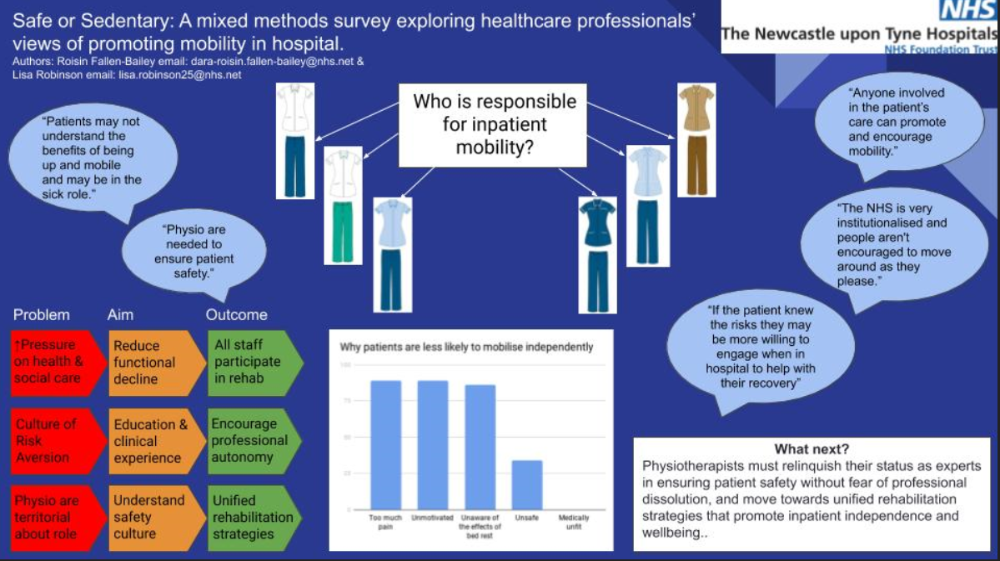 Safe or Sedentary: A mixed methods survey exploring healthcare professionals’
views of promoting mobility in hospital.
Authors: Roisin Fallen-Bailey email: dara-roisin.fallen-bailey@nhs.net &
Lisa Robinson email: lisa.robinson25@nhs.net
NHS
The Newcastle upon Tyne Hospitals
NHS Foundation Trust
Who is responsible
for inpatient
mobility?
“Patients may not
understand the
benefits of being
up and mobile
and may be in the
sick role.”
“Physio are
needed to
ensure patient
safety.”
“Anyone involved
in the patient’s
care can promote
and encourage
mobility.”
“The NHS is very
institutionalised and
people aren't
encouraged to move
around as they
please.”
“If the patient knew
the risks they may
be more willing to
engage when in
hospital to help with
their recovery”
Problem
Aim
Outcome
↑Pressure
on health &
social care
Reduce
functional
decline
All staff
participate
in rehab
Culture of
Risk
Aversion
Education &
clinical
experience
Encourage
professional
autonomy
Physio are
territorial
about role
Understand
safety
culture
Unified
rehabilitation
strategies
Why patients are less likely to mobilise independently
100
75
50
25
0
Too much
pain
Unmotivated
Unaware of
the effects of
bed rest
Unsafe
Medically
unfit
What next?
Physiotherapists must relinquish their status as experts
in ensuring patient safety without fear of professional
dissolution, and move towards unified rehabilitation
strategies that promote inpatient independence and
wellbeing..